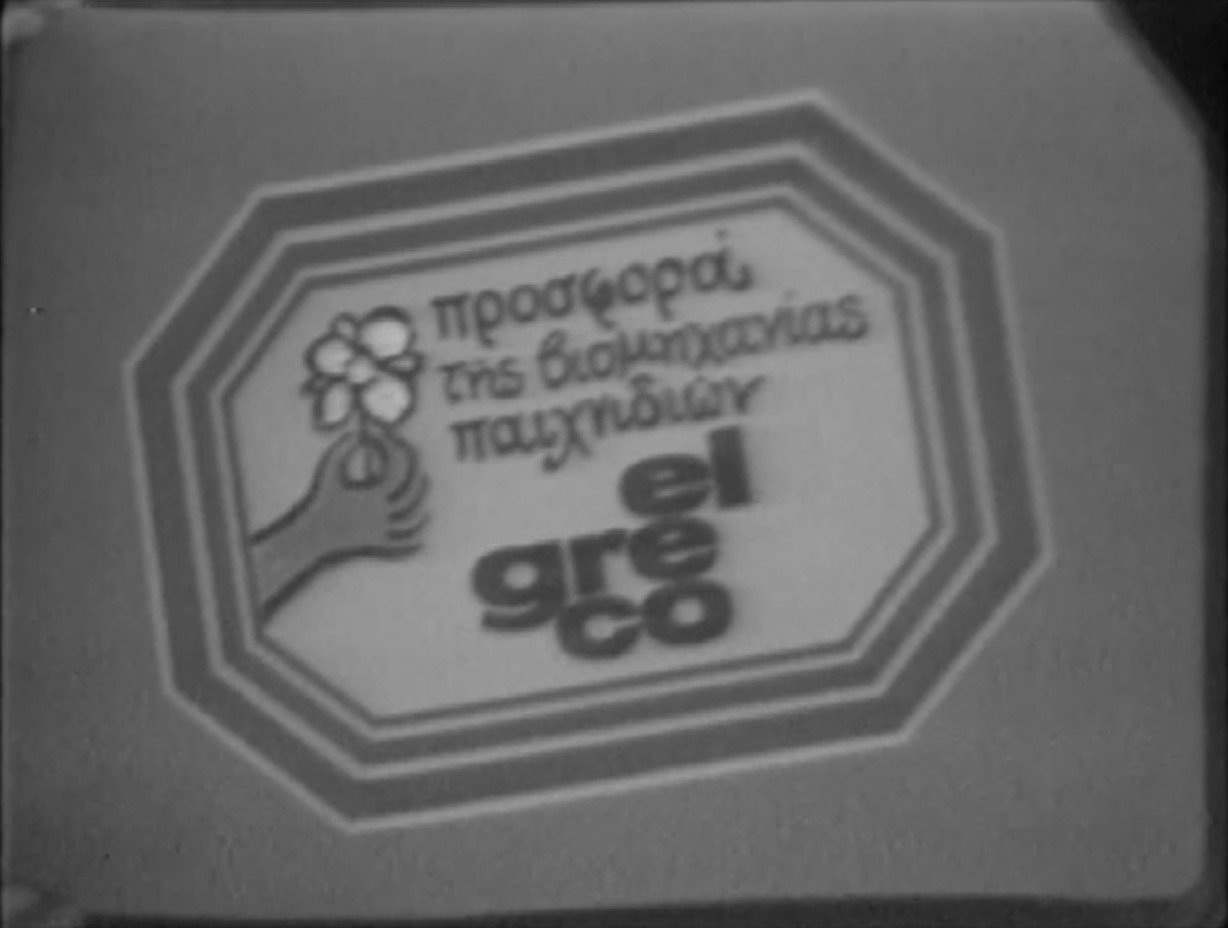 προσφορά
της βιομηχανίας
παιχνιδιών
el
gre
co